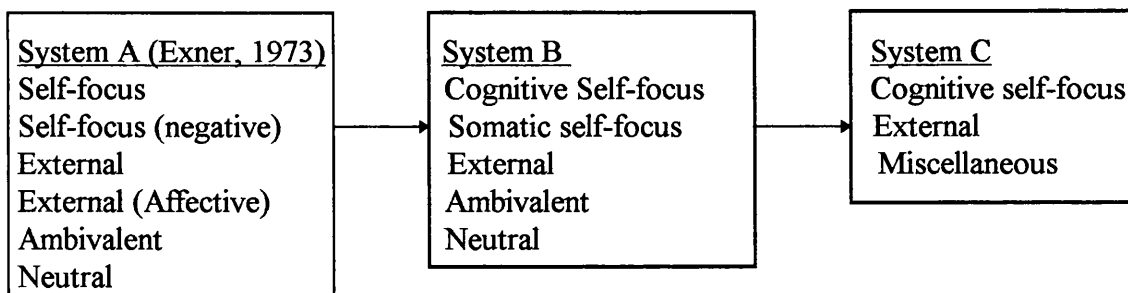 System A (Exner, 1973)
Self-focus
Self-focus (negative)
External
External (Affective)
Ambivalent
Neutral
System B
Cognitive Self-focus
Somatic self-focus
External
Ambivalent
Neutral
System C
Cognitive self-focus
External
Miscellaneous